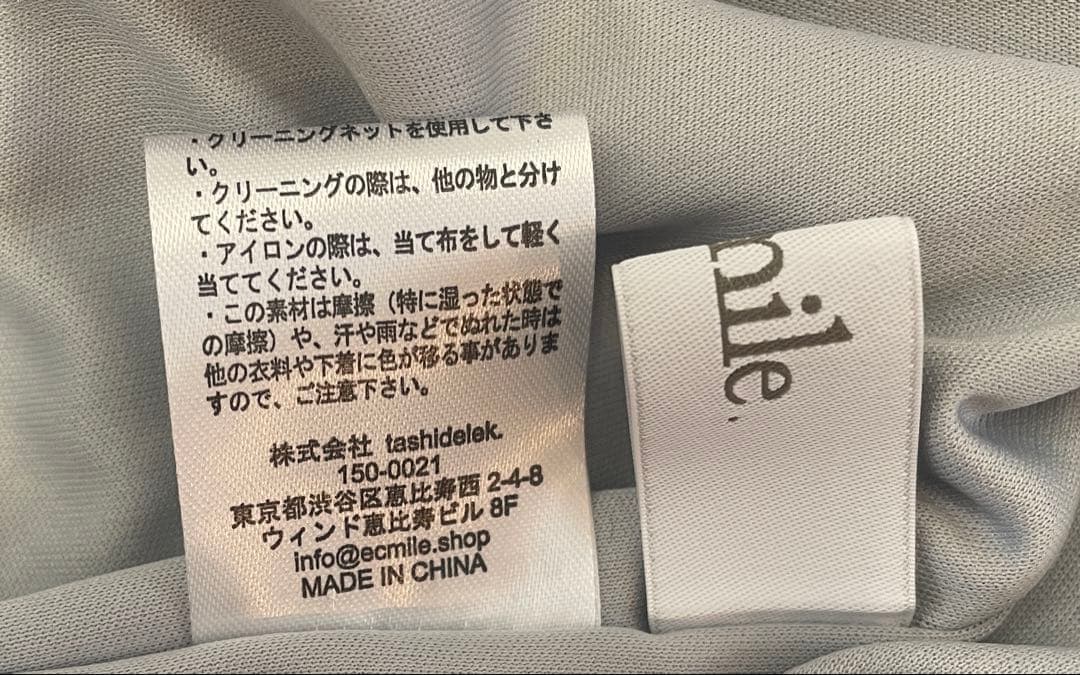 ・クリーニングネットを使用して下さ
い。
・クリーニングの際は、他の物と分け
てください。
・アイロンの際は、当て布をして軽く
当ててください。
・この素材は摩擦（特に湿った状態で
の摩擦）や、汗や雨などでぬれた時は
他の衣料や下着に色が移る事がありま
すので、ご注意下さい。
株式会社 tashidelek.
150-0021
東京都渋谷区恵比寿西 2-4-8
ウィンド恵比寿ビル 8F
info@ecmile.shop
MADE IN CHINA
mile.